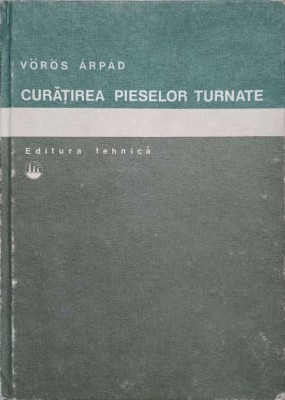 VÖRÖS ÁRPÁD
CURĂȚIREA PIESELOR TURNATE
Editura tehnică